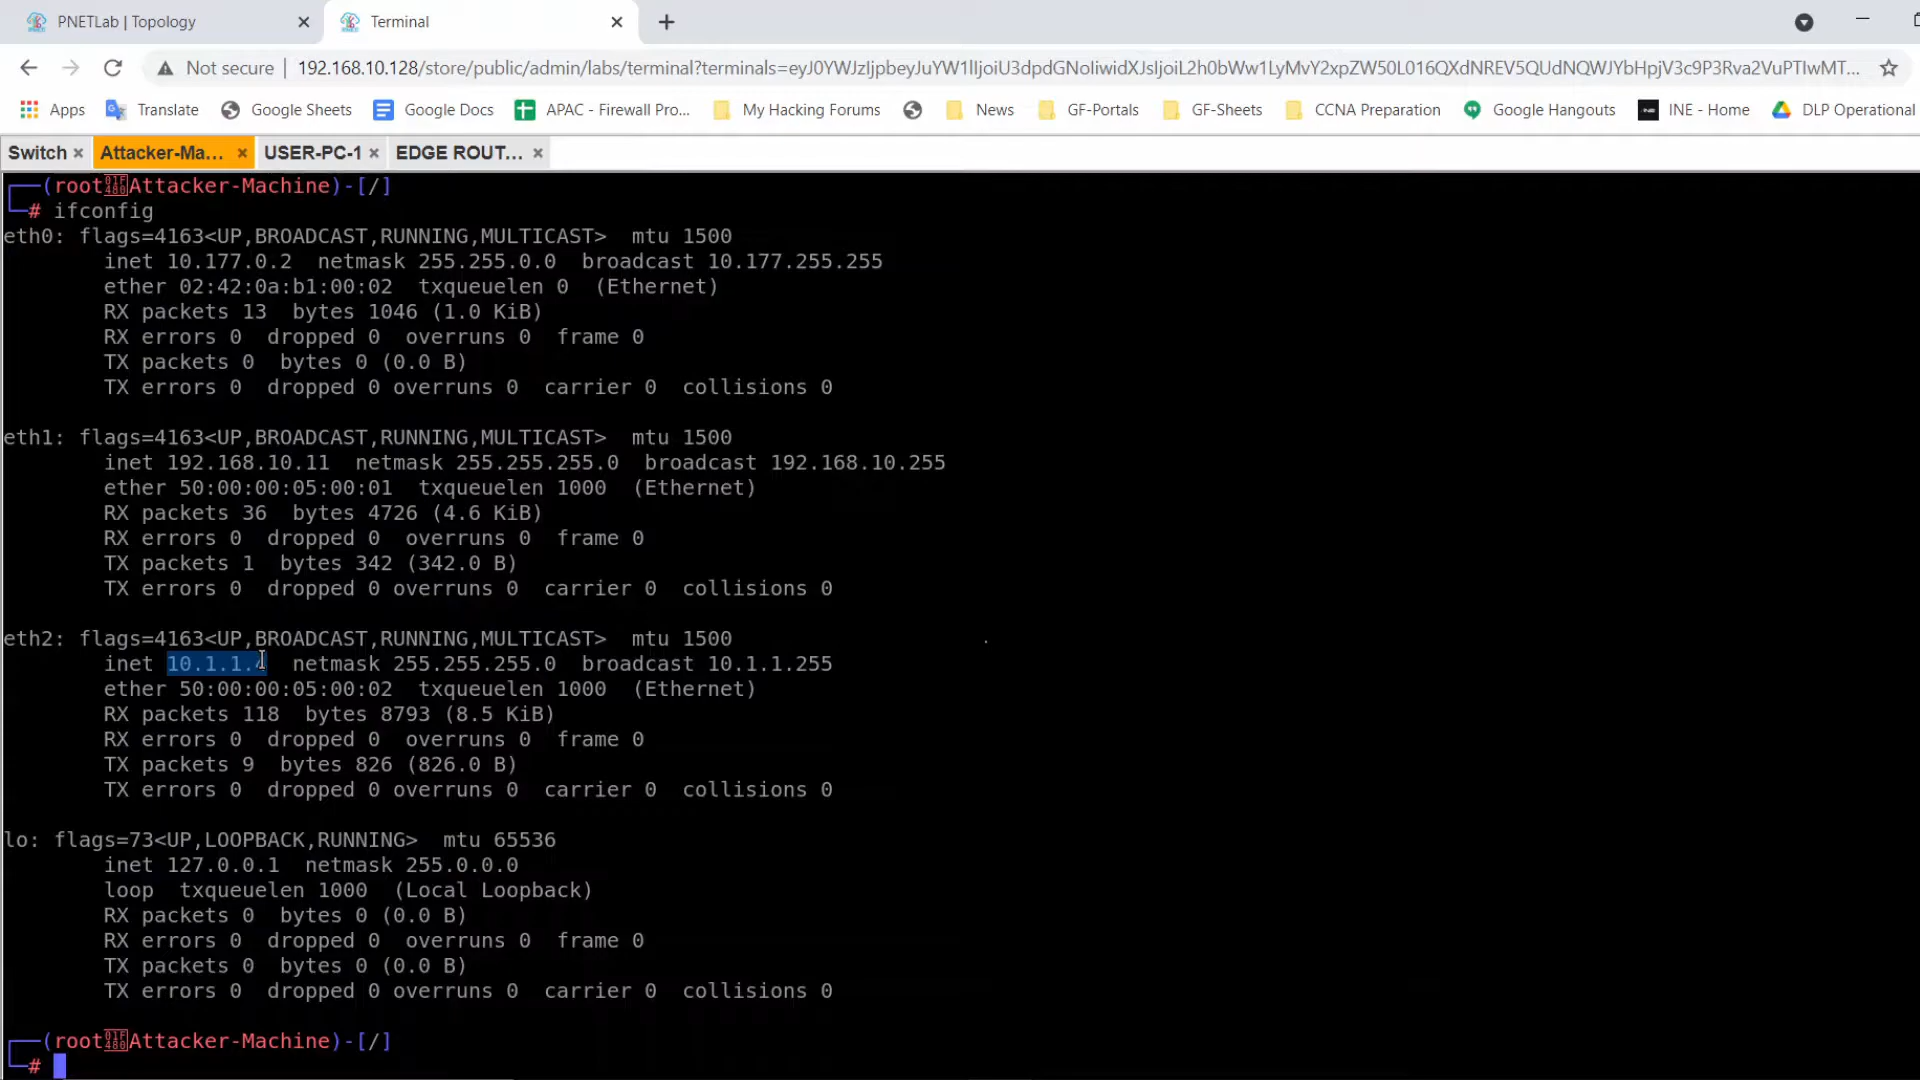 PNETLab | Topology
Terminal
Not secure | 192.168.10.128/store/public/admin/labs/terminal?terminals=eyJ0YWJzIjpbeyJuYW1lIjoiU3dpdGNoIiwidXJsIjoiL2h0bWw1LyMvY2xpZW50L016QXdNREV5QUdNQWJYbHpjV3c9P3Rva2VuPTIwMT...
Apps Translate Google Sheets Google Docs APAC - Firewall Pro... My Hacking Forums News GF-Portals GF-Sheets CCNA Preparation Google Hangouts INE - Home DLP Operational
Switch × Attacker-Ma... × USER-PC-1 × EDGE ROUT... ×
┌──(root Attacker-Machine)-[/]
└─# ifconfig
eth0: flags=4163<UP,BROADCAST,RUNNING,MULTICAST> mtu 1500
inet 10.177.0.2 netmask 255.255.0.0 broadcast 10.177.255.255
ether 02:42:0a:b1:00:02 txqueuelen 0 (Ethernet)
RX packets 13 bytes 1046 (1.0 KiB)
RX errors 0 dropped 0 overruns 0 frame 0
TX packets 0 bytes 0 (0.0 B)
TX errors 0 dropped 0 overruns 0 carrier 0 collisions 0
eth1: flags=4163<UP,BROADCAST,RUNNING,MULTICAST> mtu 1500
inet 192.168.10.11 netmask 255.255.255.0 broadcast 192.168.10.255
ether 50:00:00:05:00:01 txqueuelen 1000 (Ethernet)
RX packets 36 bytes 4726 (4.6 KiB)
RX errors 0 dropped 0 overruns 0 frame 0
TX packets 1 bytes 342 (342.0 B)
TX errors 0 dropped 0 overruns 0 carrier 0 collisions 0
eth2: flags=4163<UP,BROADCAST,RUNNING,MULTICAST> mtu 1500
inet netmask 255.255.255.0 broadcast 10.1.1.255
ether 50:00:00:05:00:02 txqueuelen 1000 (Ethernet)
RX packets 118 bytes 8793 (8.5 KiB)
RX errors 0 dropped 0 overruns 0 frame 0
TX packets 9 bytes 826 (826.0 B)
TX errors 0 dropped 0 overruns 0 carrier 0 collisions 0
lo: flags=73<UP,LOOPBACK,RUNNING> mtu 65536
inet 127.0.0.1 netmask 255.0.0.0
loop txqueuelen 1000 (Local Loopback)
RX packets 0 bytes 0 (0.0 B)
RX errors 0 dropped 0 overruns 0 frame 0
TX packets 0 bytes 0 (0.0 B)
TX errors 0 dropped 0 overruns 0 carrier 0 collisions 0
┌──(root Attacker-Machine)-[/]
└─#